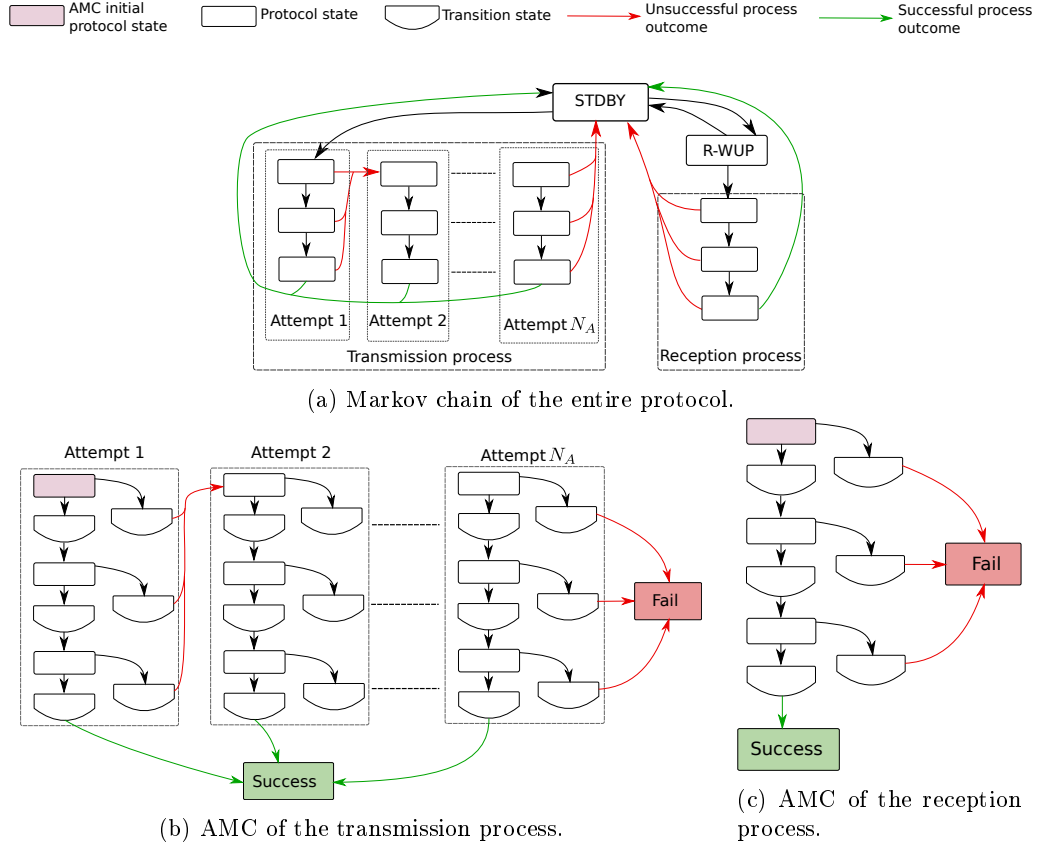 AMC initial
protocol state
Protocol state
Transition state
Unsuccessful process
outcome
Successful process
outcome
STDBY
R-WUP
Attempt 1
Attempt 2
Attempt N_A
Transmission process
Reception process
(a) Markov chain of the entire protocol.
Attempt 1
Attempt 2
Attempt N_A
Fail
Success
(b) AMC of the transmission process.
Fail
Success
(c) AMC of the reception
process.